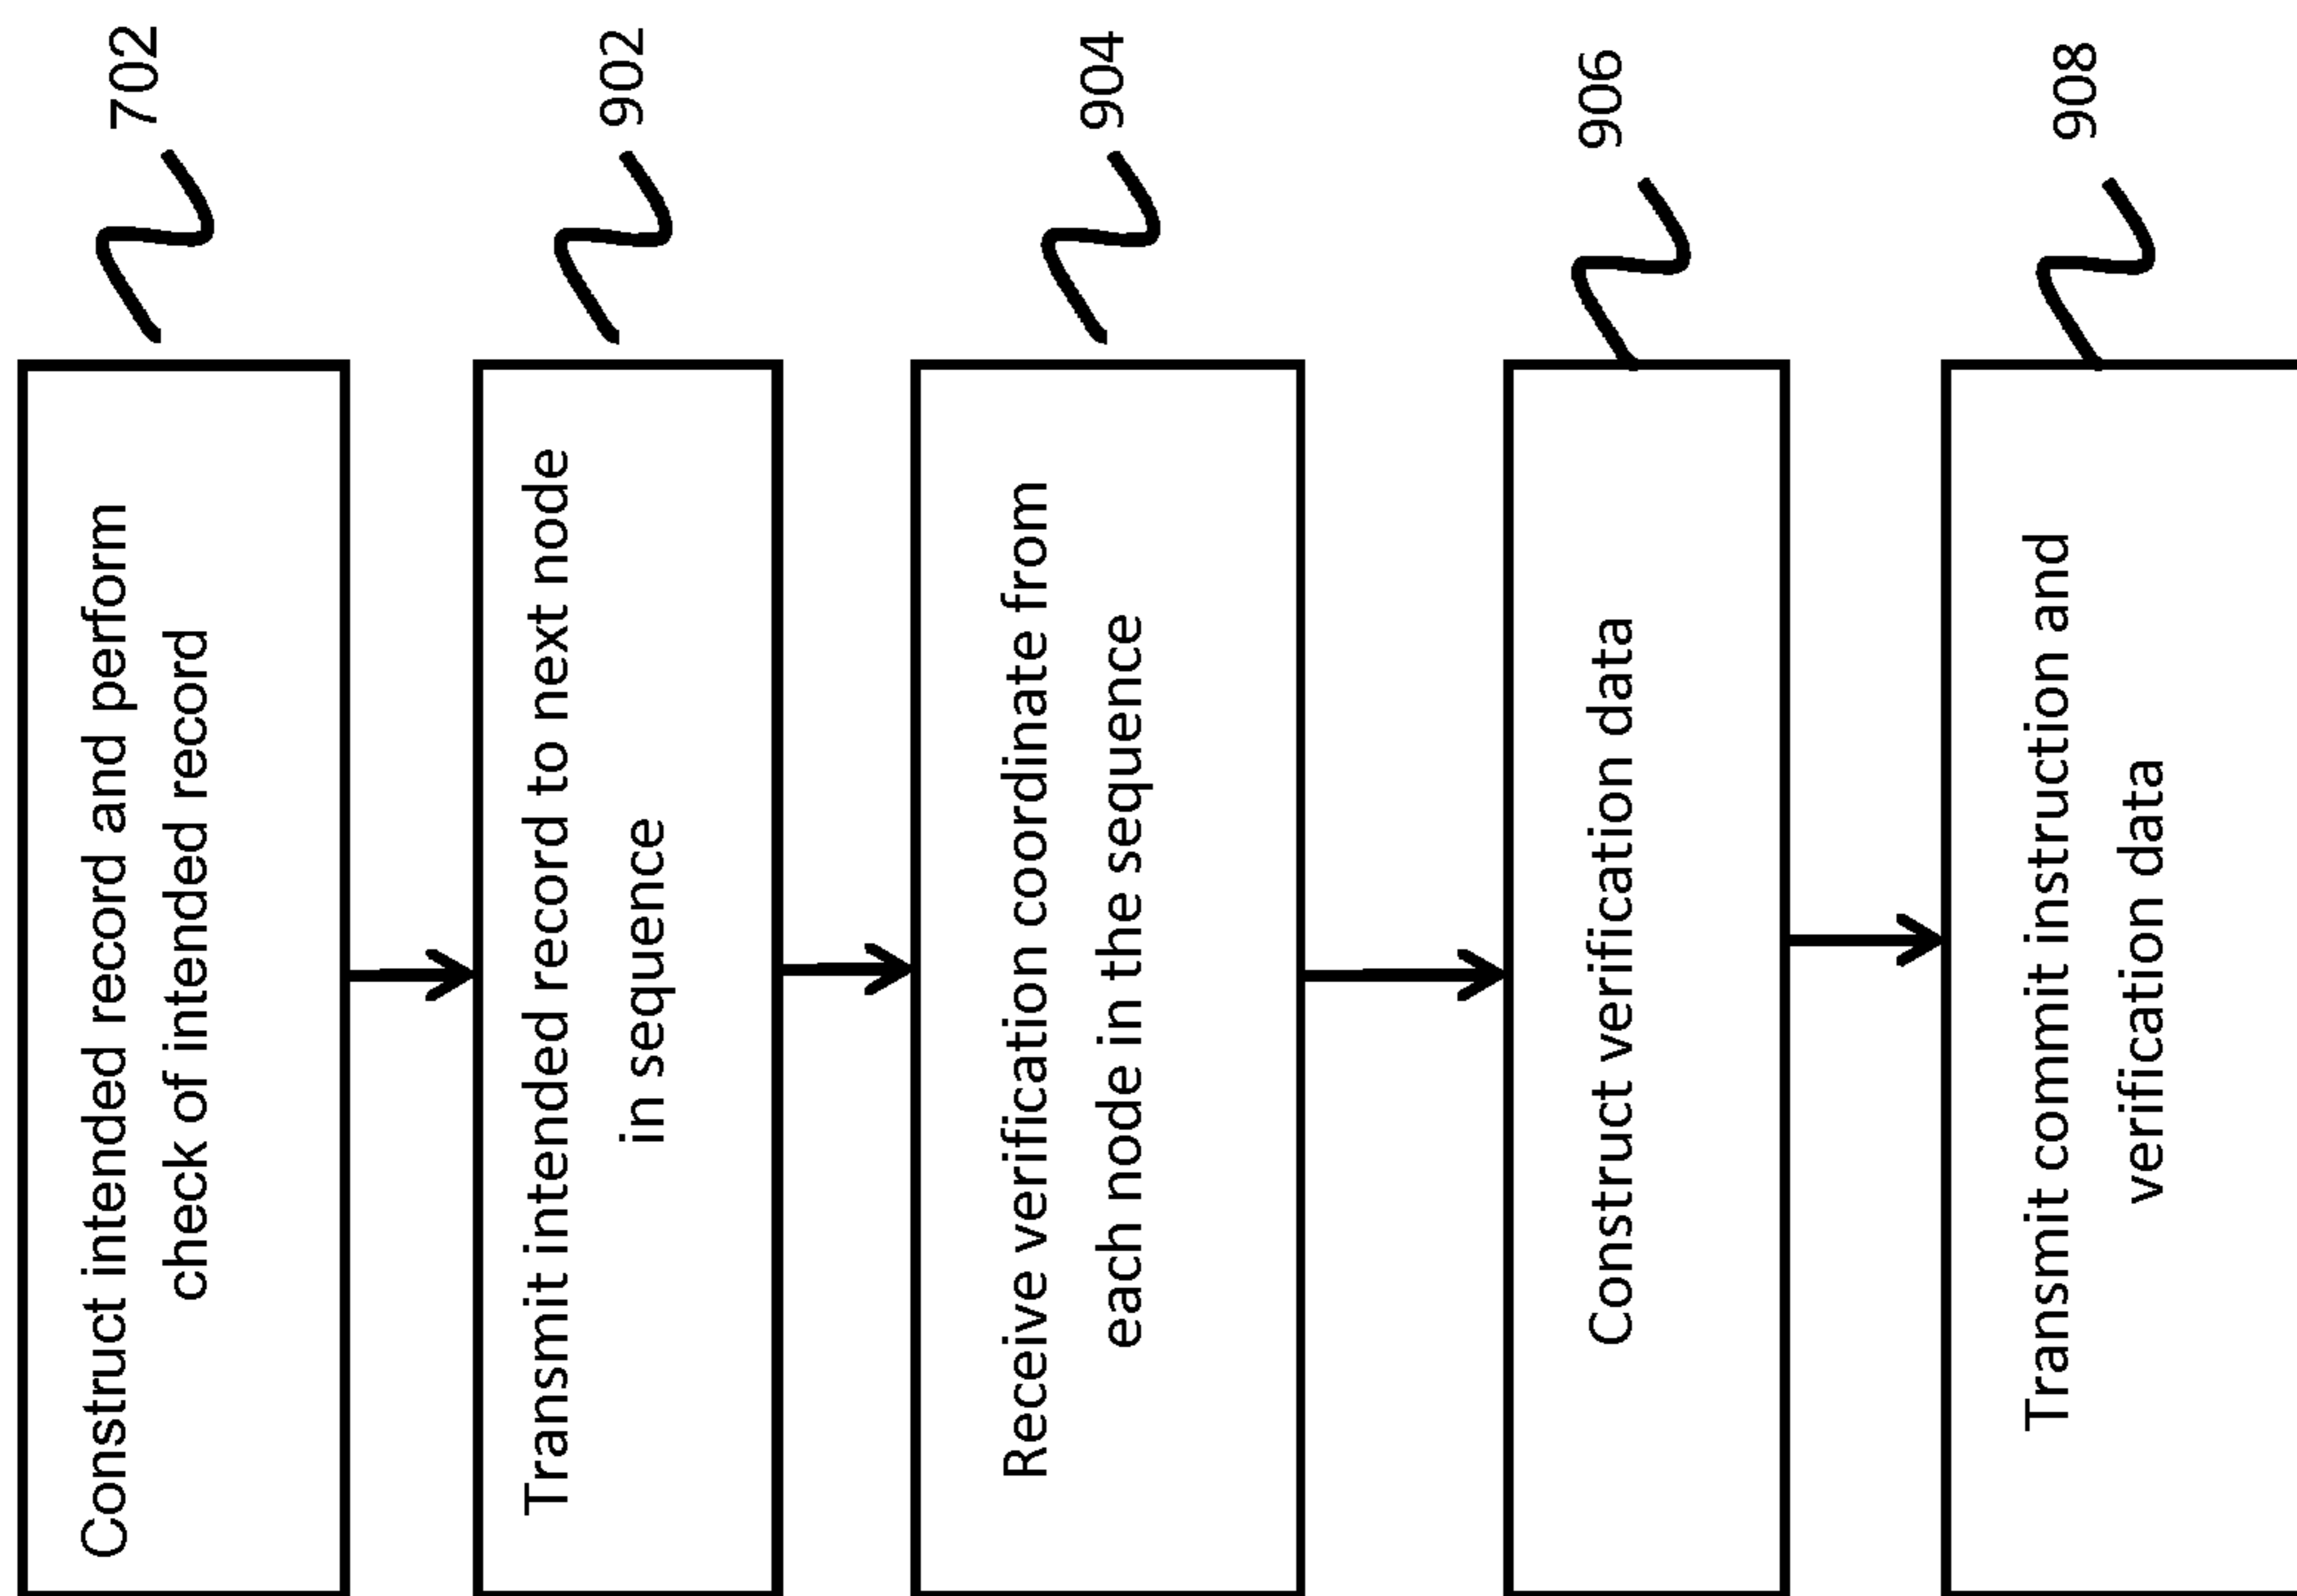 Construct intended record and perform
check of intended record
702
Transmit intended record to next node
in sequence
902
Receive verification coordinate from
each node in the sequence
904
Construct verification data
906
Transmit commit instruction and
verification data
908